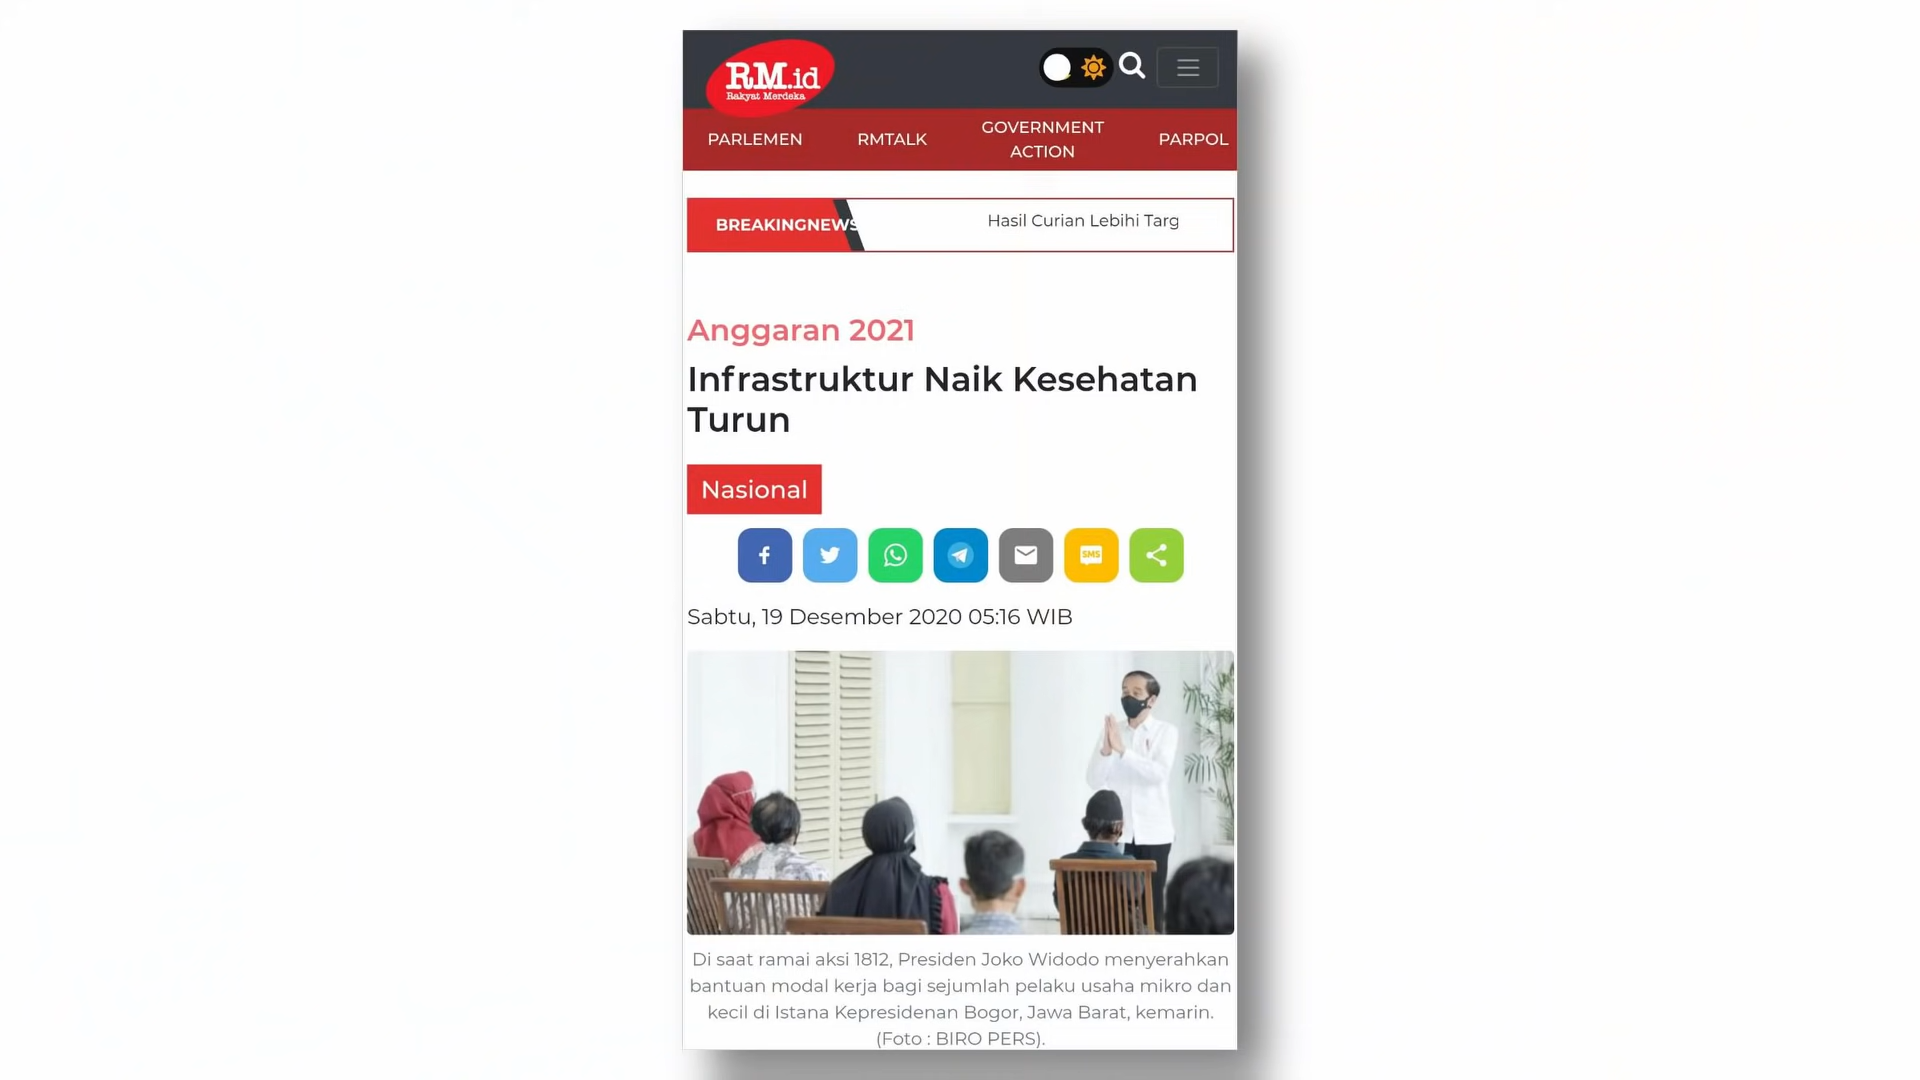 RM.id
Rakyat Merdeka
PARLEMEN
RMTALK
GOVERNMENT
ACTION
PARPOL
BREAKINGNEWS
Hasil Curian Lebihi Targ
Anggaran 2021
Infrastruktur Naik Kesehatan
Turun
Nasional
SMS
Sabtu, 19 Desember 2020 05:16 WIB
Di saat ramai aksi 1812, Presiden Joko Widodo menyerahkan
bantuan modal kerja bagi sejumlah pelaku usaha mikro dan
kecil di Istana Kepresidenan Bogor, Jawa Barat, kemarin.
(Foto : BIRO PERS).